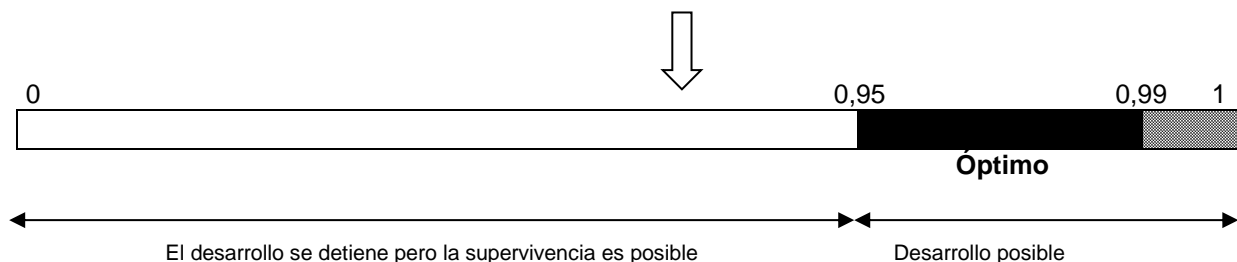 0 0,95 0,99 1
Óptimo
El desarrollo se detiene pero la supervivencia es posible Desarrollo posible